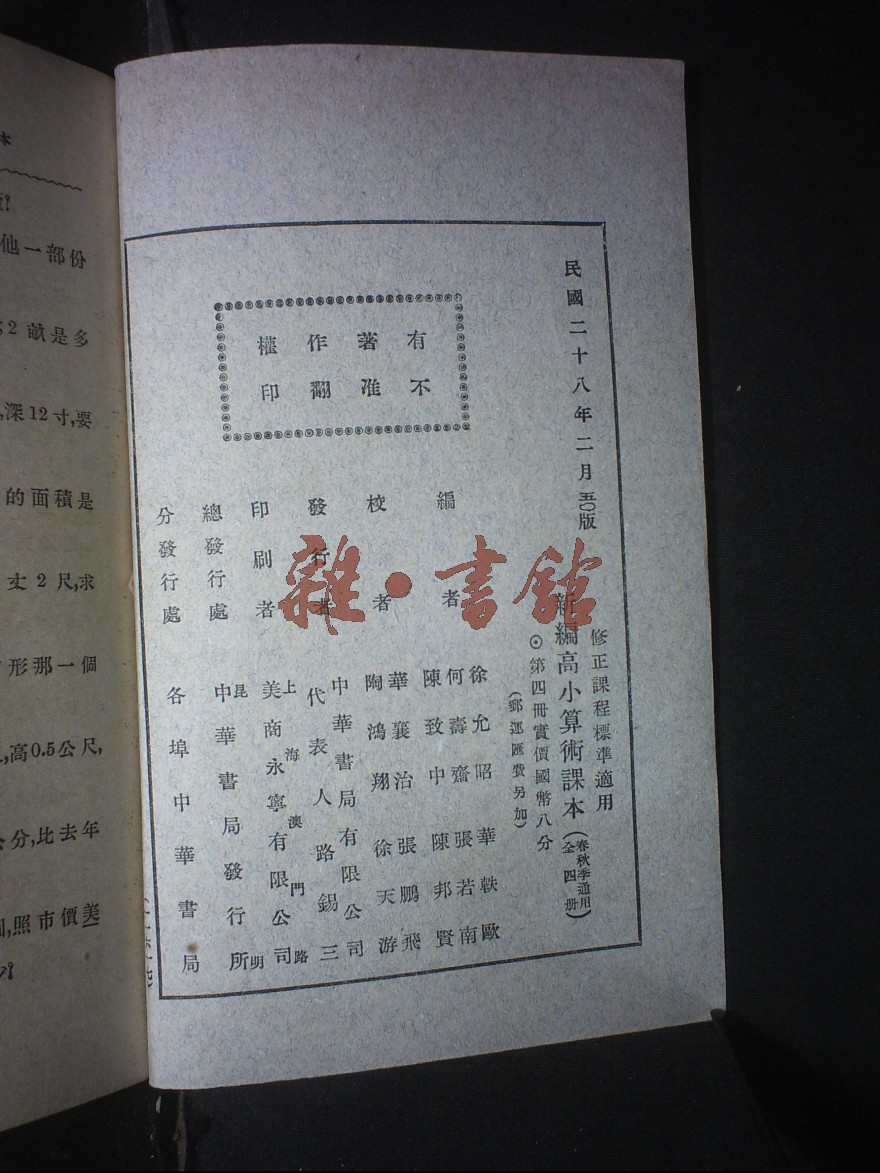 民國二十八年二月五〇版
修正課程標準適用
新編高小算術課本(春秋季通用全四册)
⊙第四冊實價國幣八分
(郵運匯費另加)
有著作權
不准翻印
編者
徐允昭 華軼歐
何壽齋 張若南
陳致中 陳邦賢
校者
華襄治 張鵬飛
陶鴻翔 徐天游
發行者
中華書局有限公司
代表人 路錫三
印刷者
上海澳門路
美商永寧有限公司
總發行處
昆明
中華書局發行所
分發行處
各埠中華書局
雜·書館
本
他一部份
2畝是多
深12寸,要
的面積是
丈2尺,求
形那一個
高0.5公尺,
分,比去年
照市價美